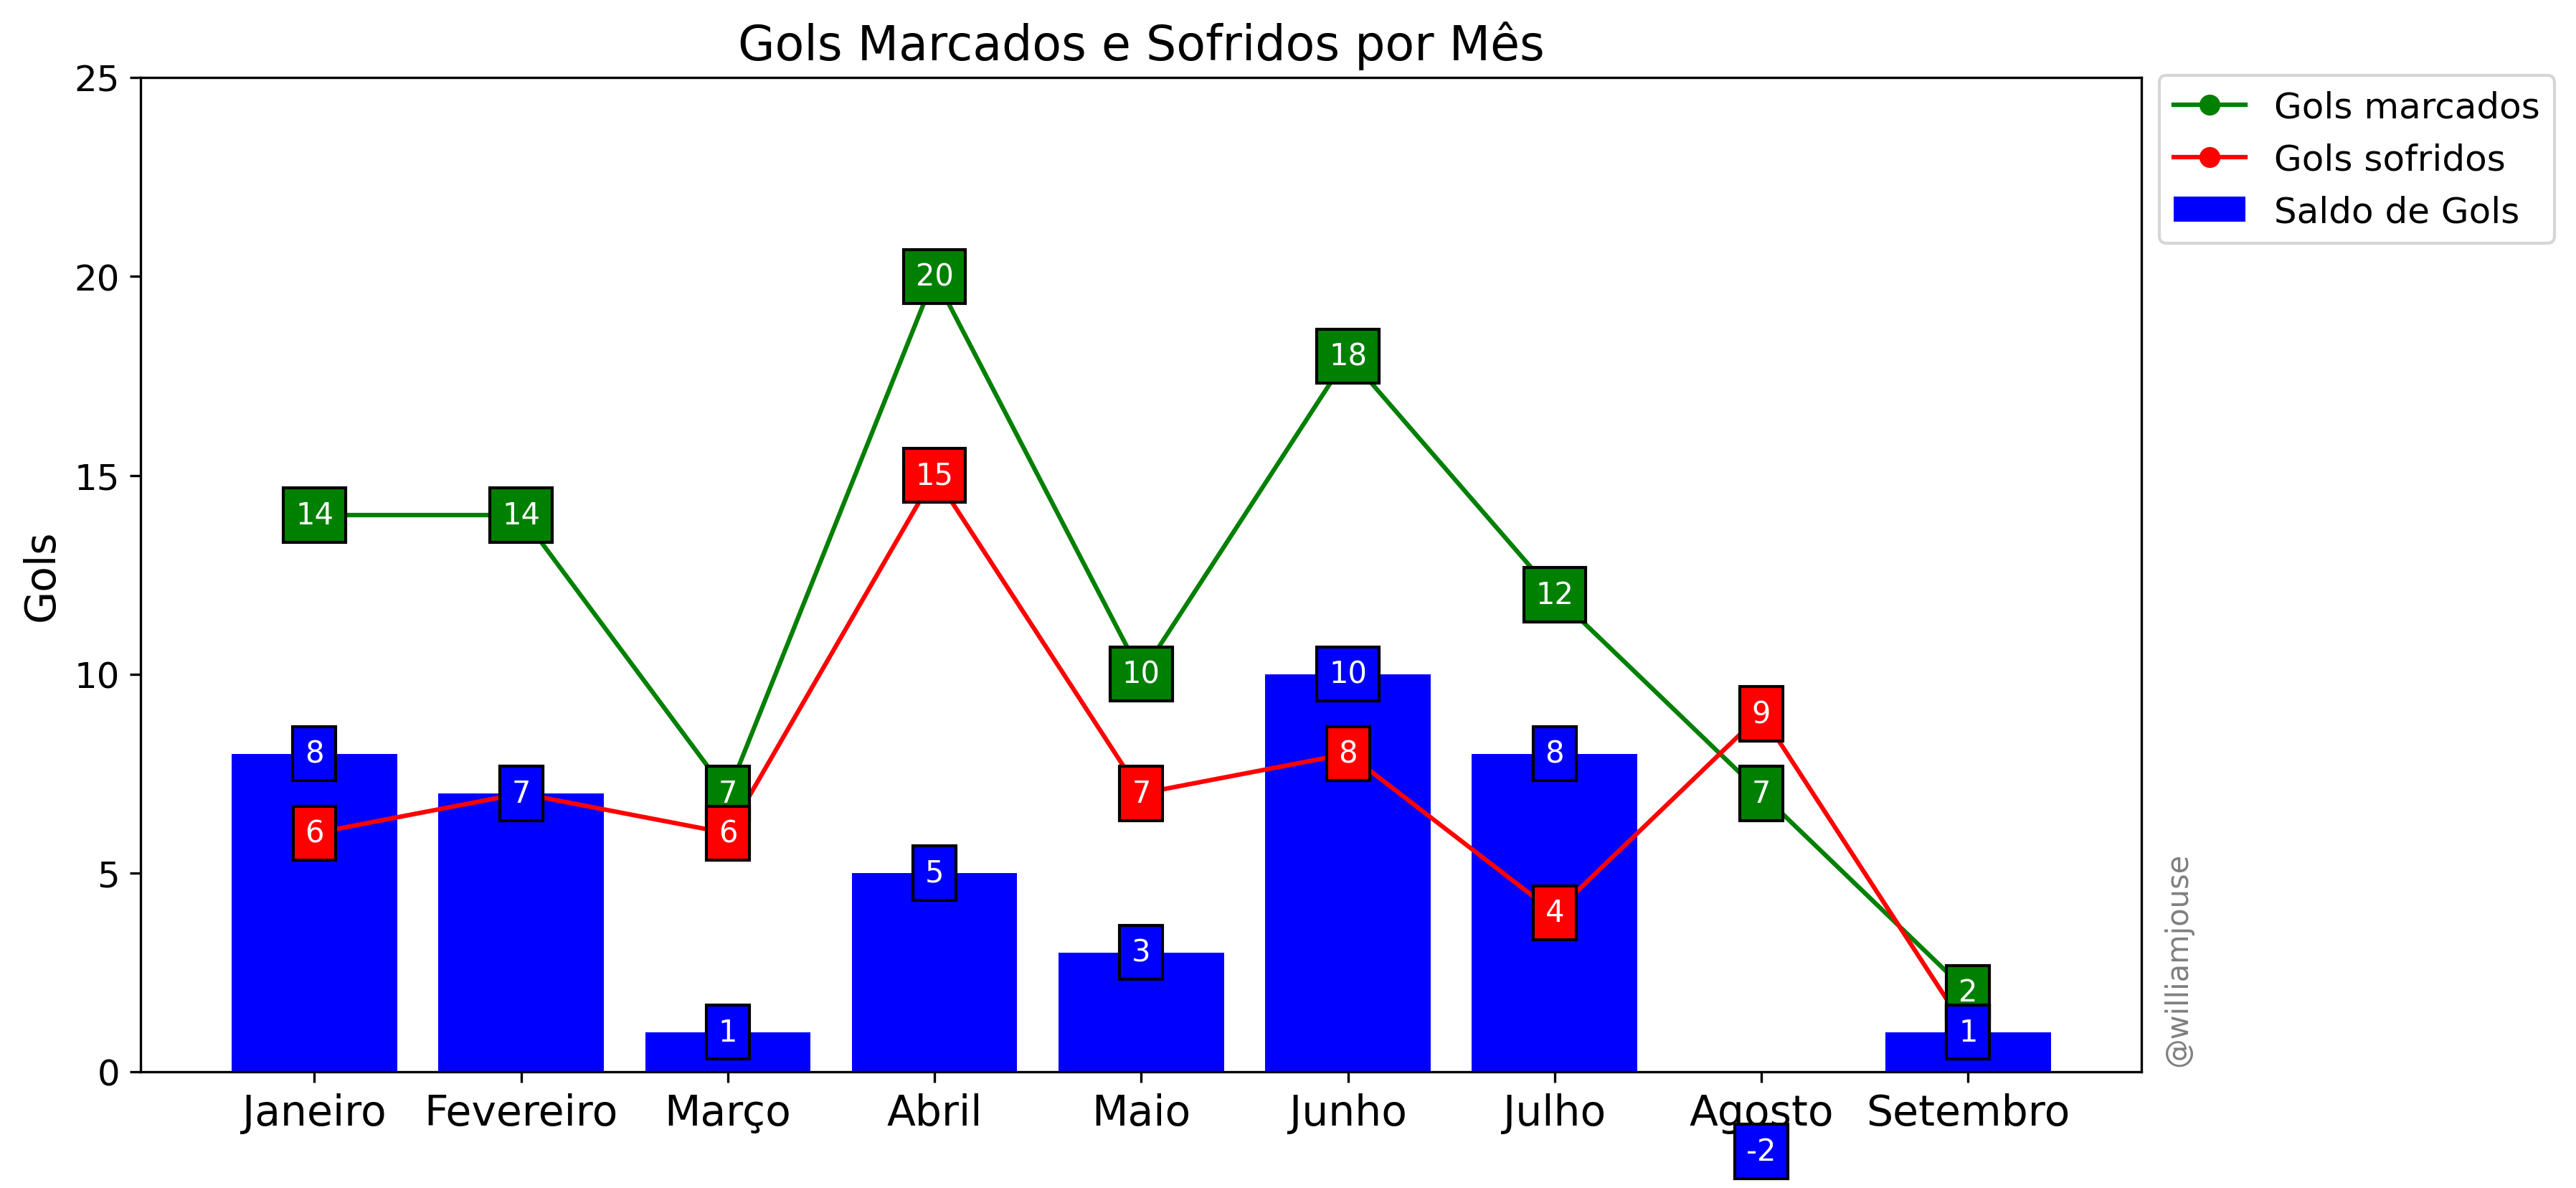 Gols Marcados e Sofridos por Mês
Gols marcados
Gols sofridos
Saldo de Gols
Gols
25
20
15
10
5
0
20
18
15
14
14
12
10
10
9
8
8
8
7
7
7
7
6
6
5
4
3
2
1
1
Janeiro
Fevereiro
Março
Abril
Maio
Junho
Julho
Agosto
Setembro
-2
@williamjouse